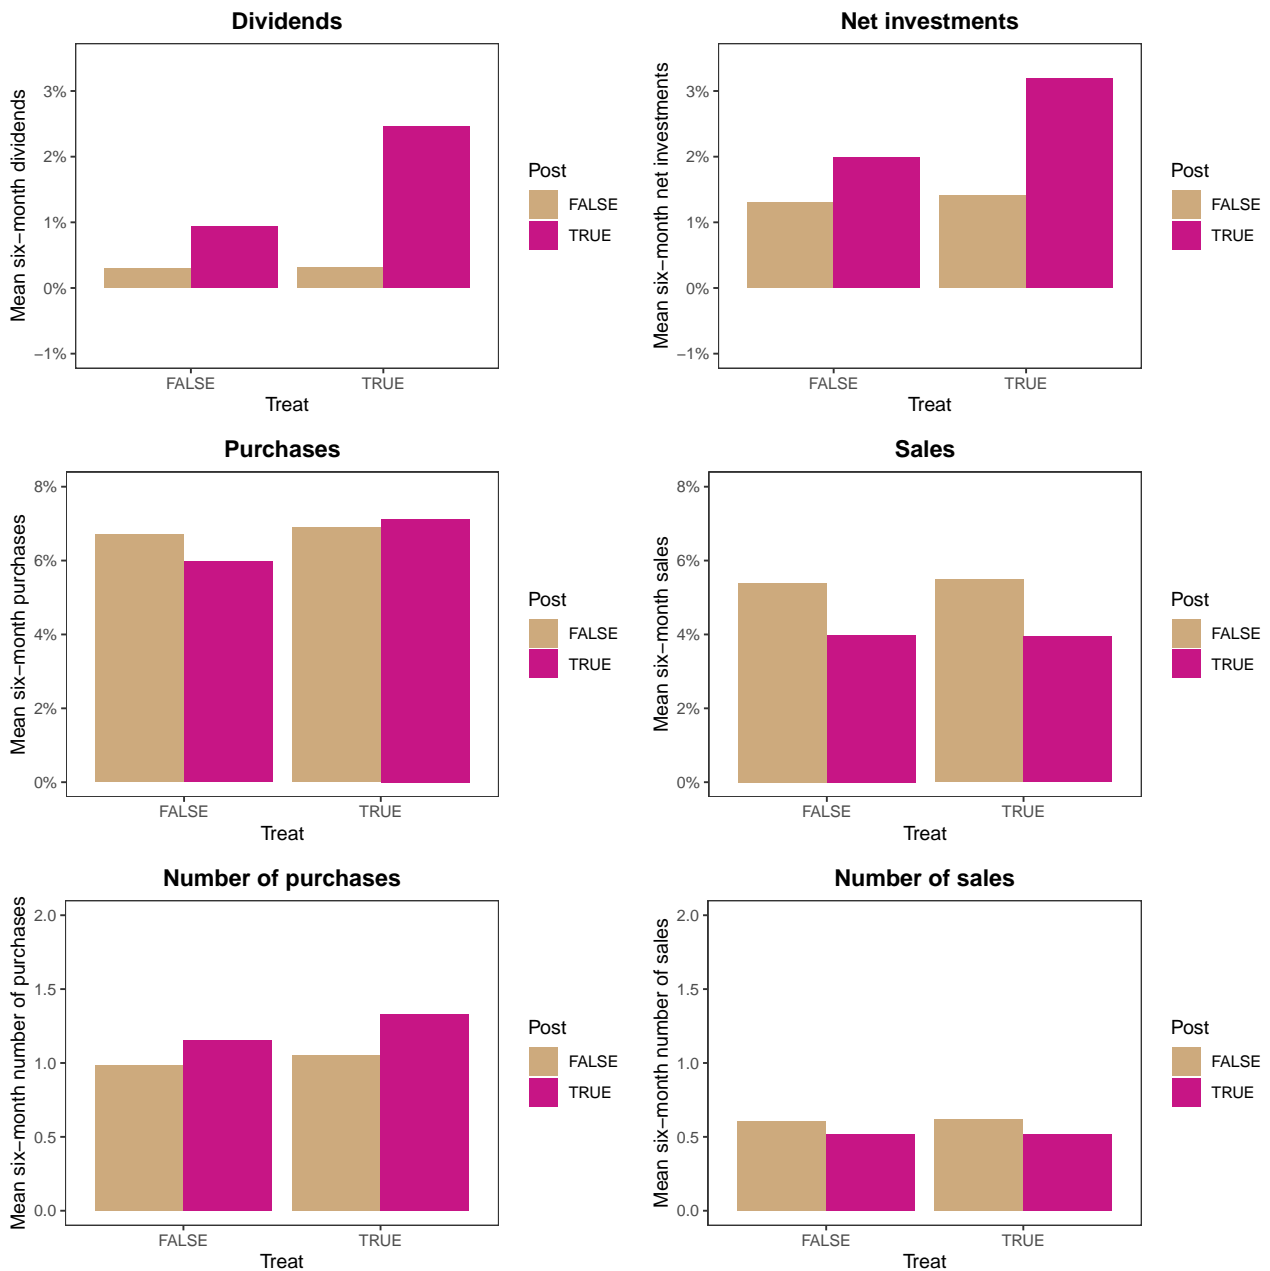 Dividends
Mean six−month dividends
3%
2%
1%
0%
−1%
FALSE TRUE
Treat
Post
FALSE
TRUE
Net investments
Mean six−month net investments
3%
2%
1%
0%
−1%
FALSE TRUE
Treat
Post
FALSE
TRUE
Purchases
Mean six−month purchases
8%
6%
4%
2%
0%
FALSE TRUE
Treat
Post
FALSE
TRUE
Sales
Mean six−month sales
8%
6%
4%
2%
0%
FALSE TRUE
Treat
Post
FALSE
TRUE
Number of purchases
Mean six−month number of purchases
2.0
1.5
1.0
0.5
0.0
FALSE TRUE
Treat
Post
FALSE
TRUE
Number of sales
Mean six−month number of sales
2.0
1.5
1.0
0.5
0.0
FALSE TRUE
Treat
Post
FALSE
TRUE